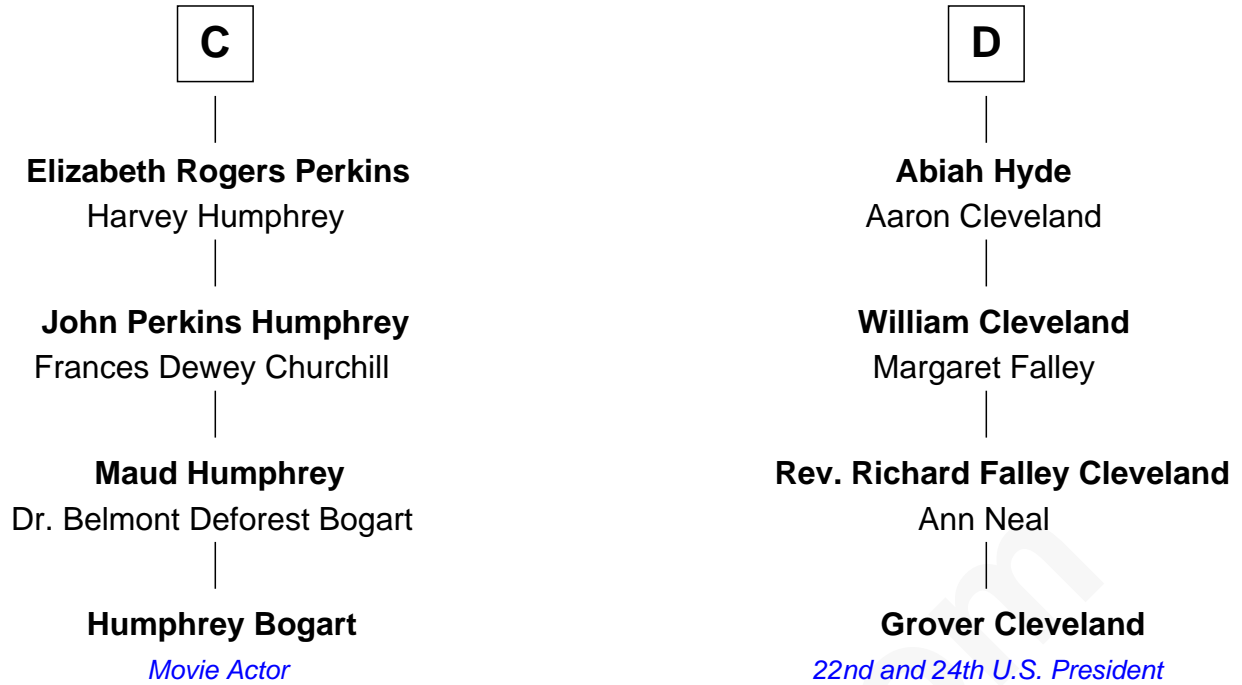 C
Elizabeth Rogers Perkins
Harvey Humphrey
John Perkins Humphrey
Frances Dewey Churchill
Maud Humphrey
Dr. Belmont Deforest Bogart
Humphrey Bogart
Movie Actor
D
Abiah Hyde
Aaron Cleveland
William Cleveland
Margaret Falley
Rev. Richard Falley Cleveland
Ann Neal
Grover Cleveland
22nd and 24th U.S. President